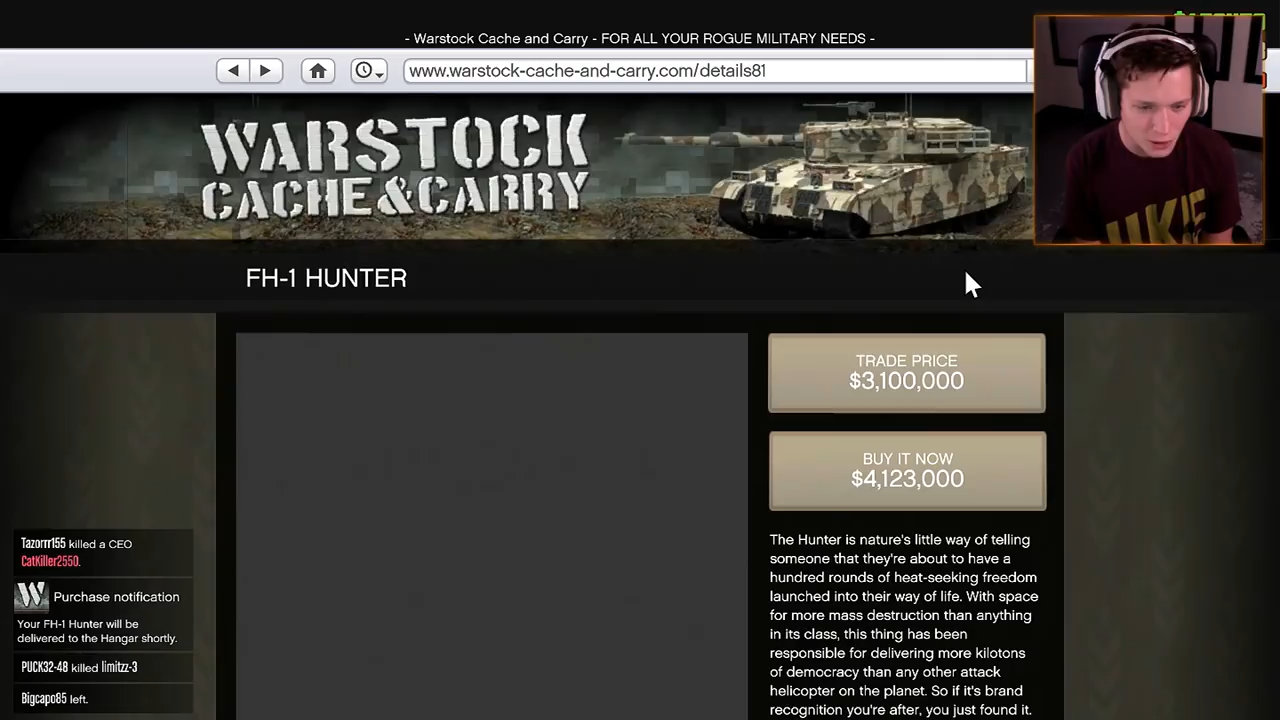 - Warstock Cache and Carry - FOR ALL YOUR ROGUE MILITARY NEEDS -
www.warstock-cache-and-carry.com/details81
WARSTOCK
CACHE&CARRY
FH-1 HUNTER
TRADE PRICE
$3,100,000
BUY IT NOW
$4,123,000
The Hunter is nature's little way of telling
someone that they're about to have a
hundred rounds of heat-seeking freedom
launched into their way of life. With space
for more mass destruction than anything
in its class, this thing has been
responsible for delivering more kilotons
of democracy than any other attack
helicopter on the planet. So if it's brand
recognition you're after, you just found it.
Tazorrr155 killed a CEO
CatKiller2550.
W Purchase notification
Your FH-1 Hunter will be
delivered to the Hangar shortly.
PUCK32-48 killed limitzz-3
Bigcapo85 left.